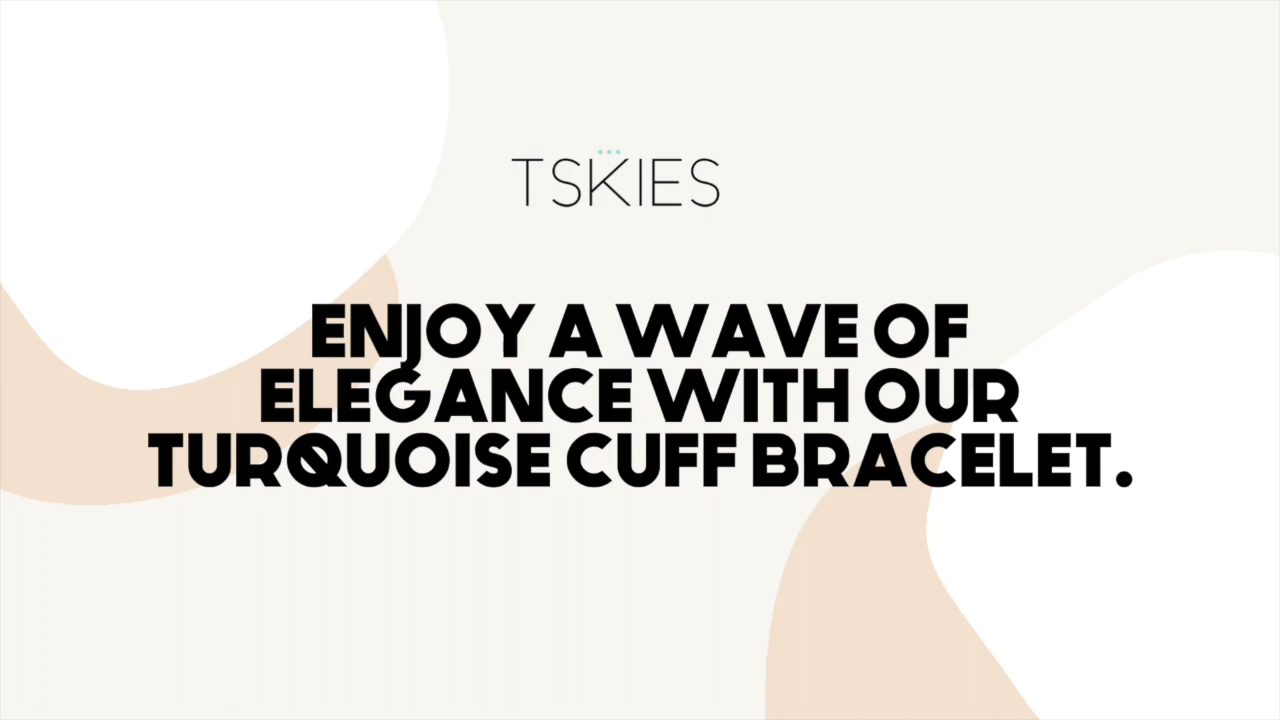 TSKIES
ENJOY A WAVE OF
ELEGANCE WITH OUR
TURQUOISE CUFF BRACELET.